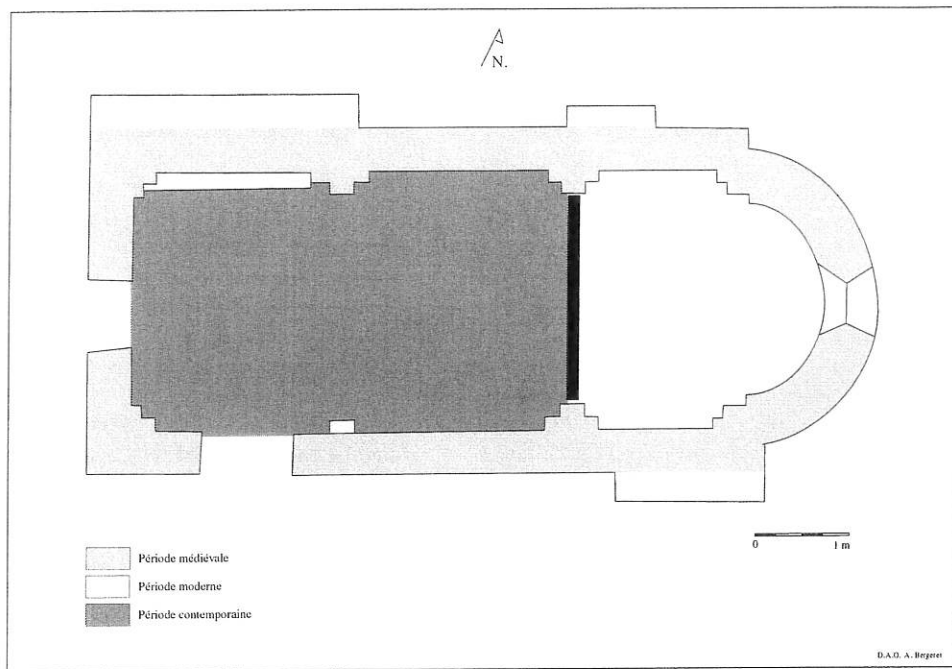 N.
0 1 m
Période médiévale
Période moderne
Période contemporaine
D.A.O. A. Bergeret